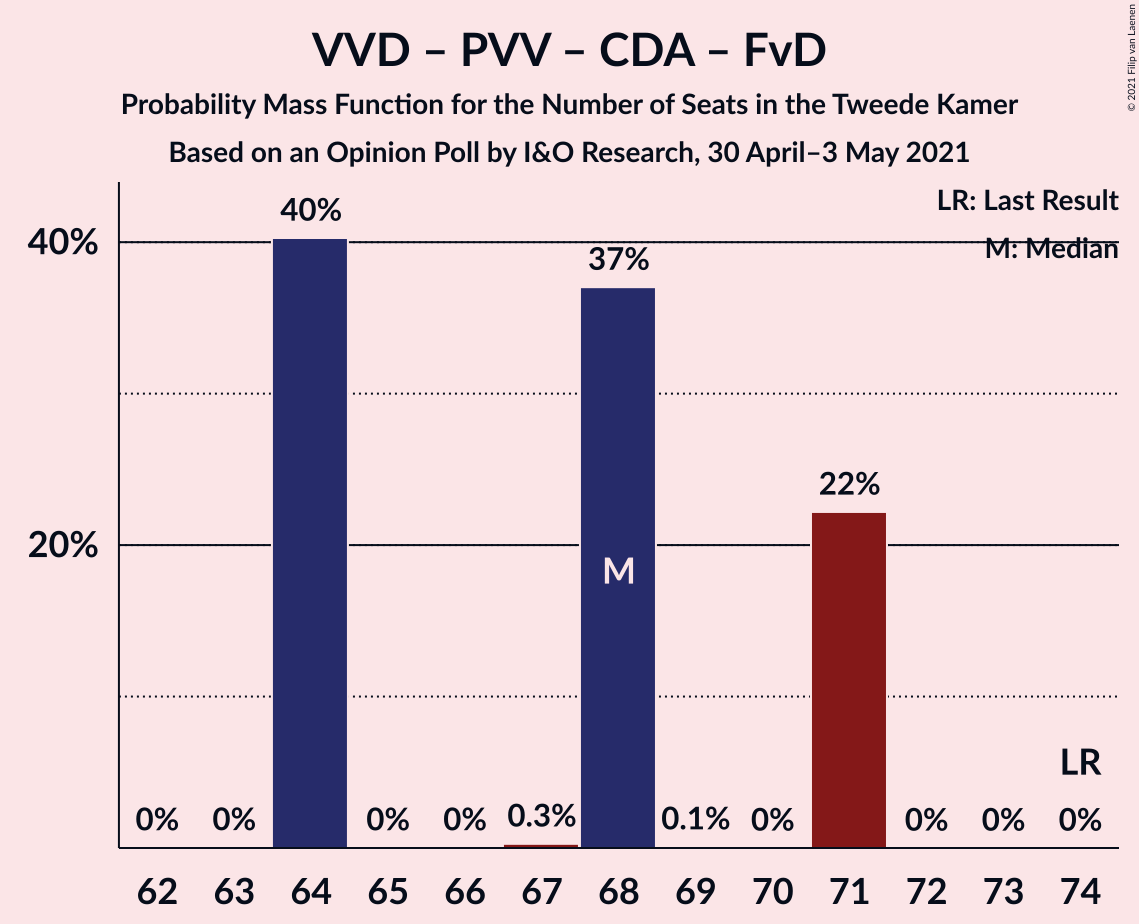 VVD – PVV – CDA – FvD
Probability Mass Function for the Number of Seats in the Tweede Kamer
Based on an Opinion Poll by I&O Research, 30 April–3 May 2021
© 2021 Filip van Laenen
LR: Last Result
M: Median
40%
20%
40%
37%
22%
M
LR
0% 0% 0% 0% 0.3% 0.1% 0% 0% 0% 0%
62 63 64 65 66 67 68 69 70 71 72 73 74